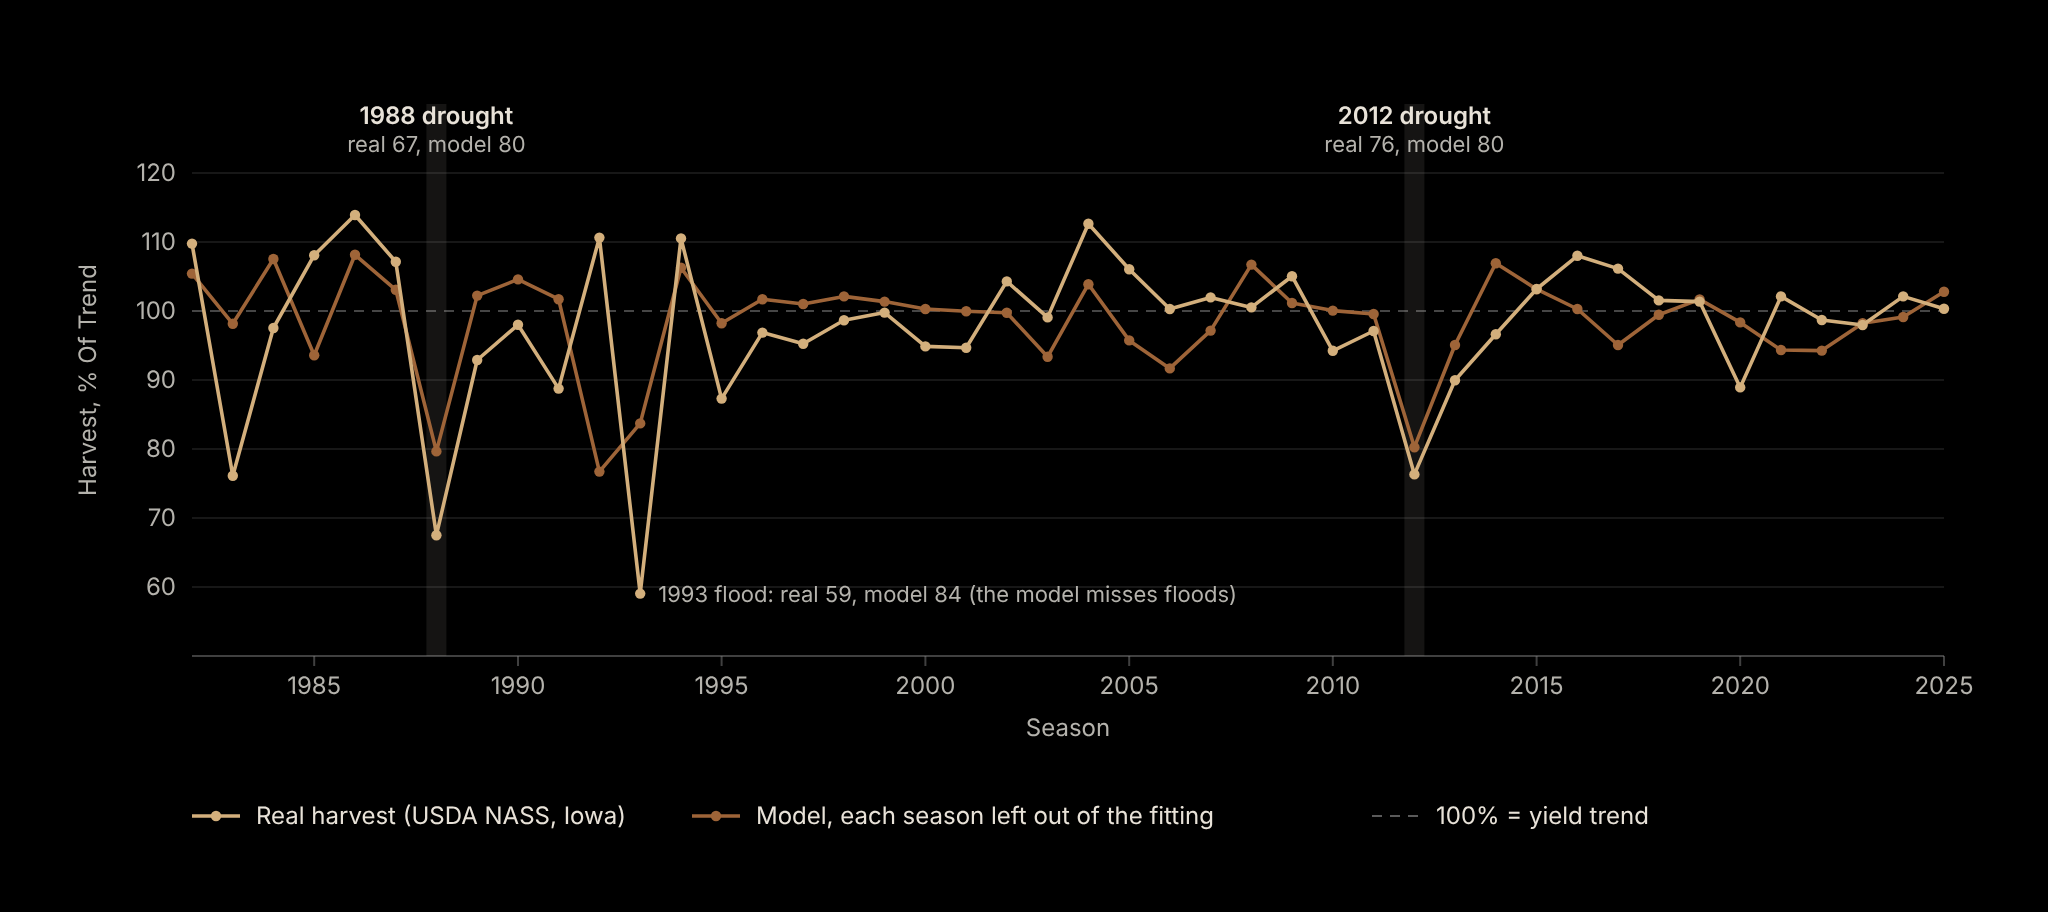 1988 drought
real 67, model 80
2012 drought
real 76, model 80
120
110
100
90
80
70
60
Harvest, % Of Trend
1993 flood: real 59, model 84 (the model misses floods)
1985
1990
1995
2000
2005
2010
2015
2020
2025
Season
Real harvest (USDA NASS, Iowa)
Model, each season left out of the fitting
100% = yield trend